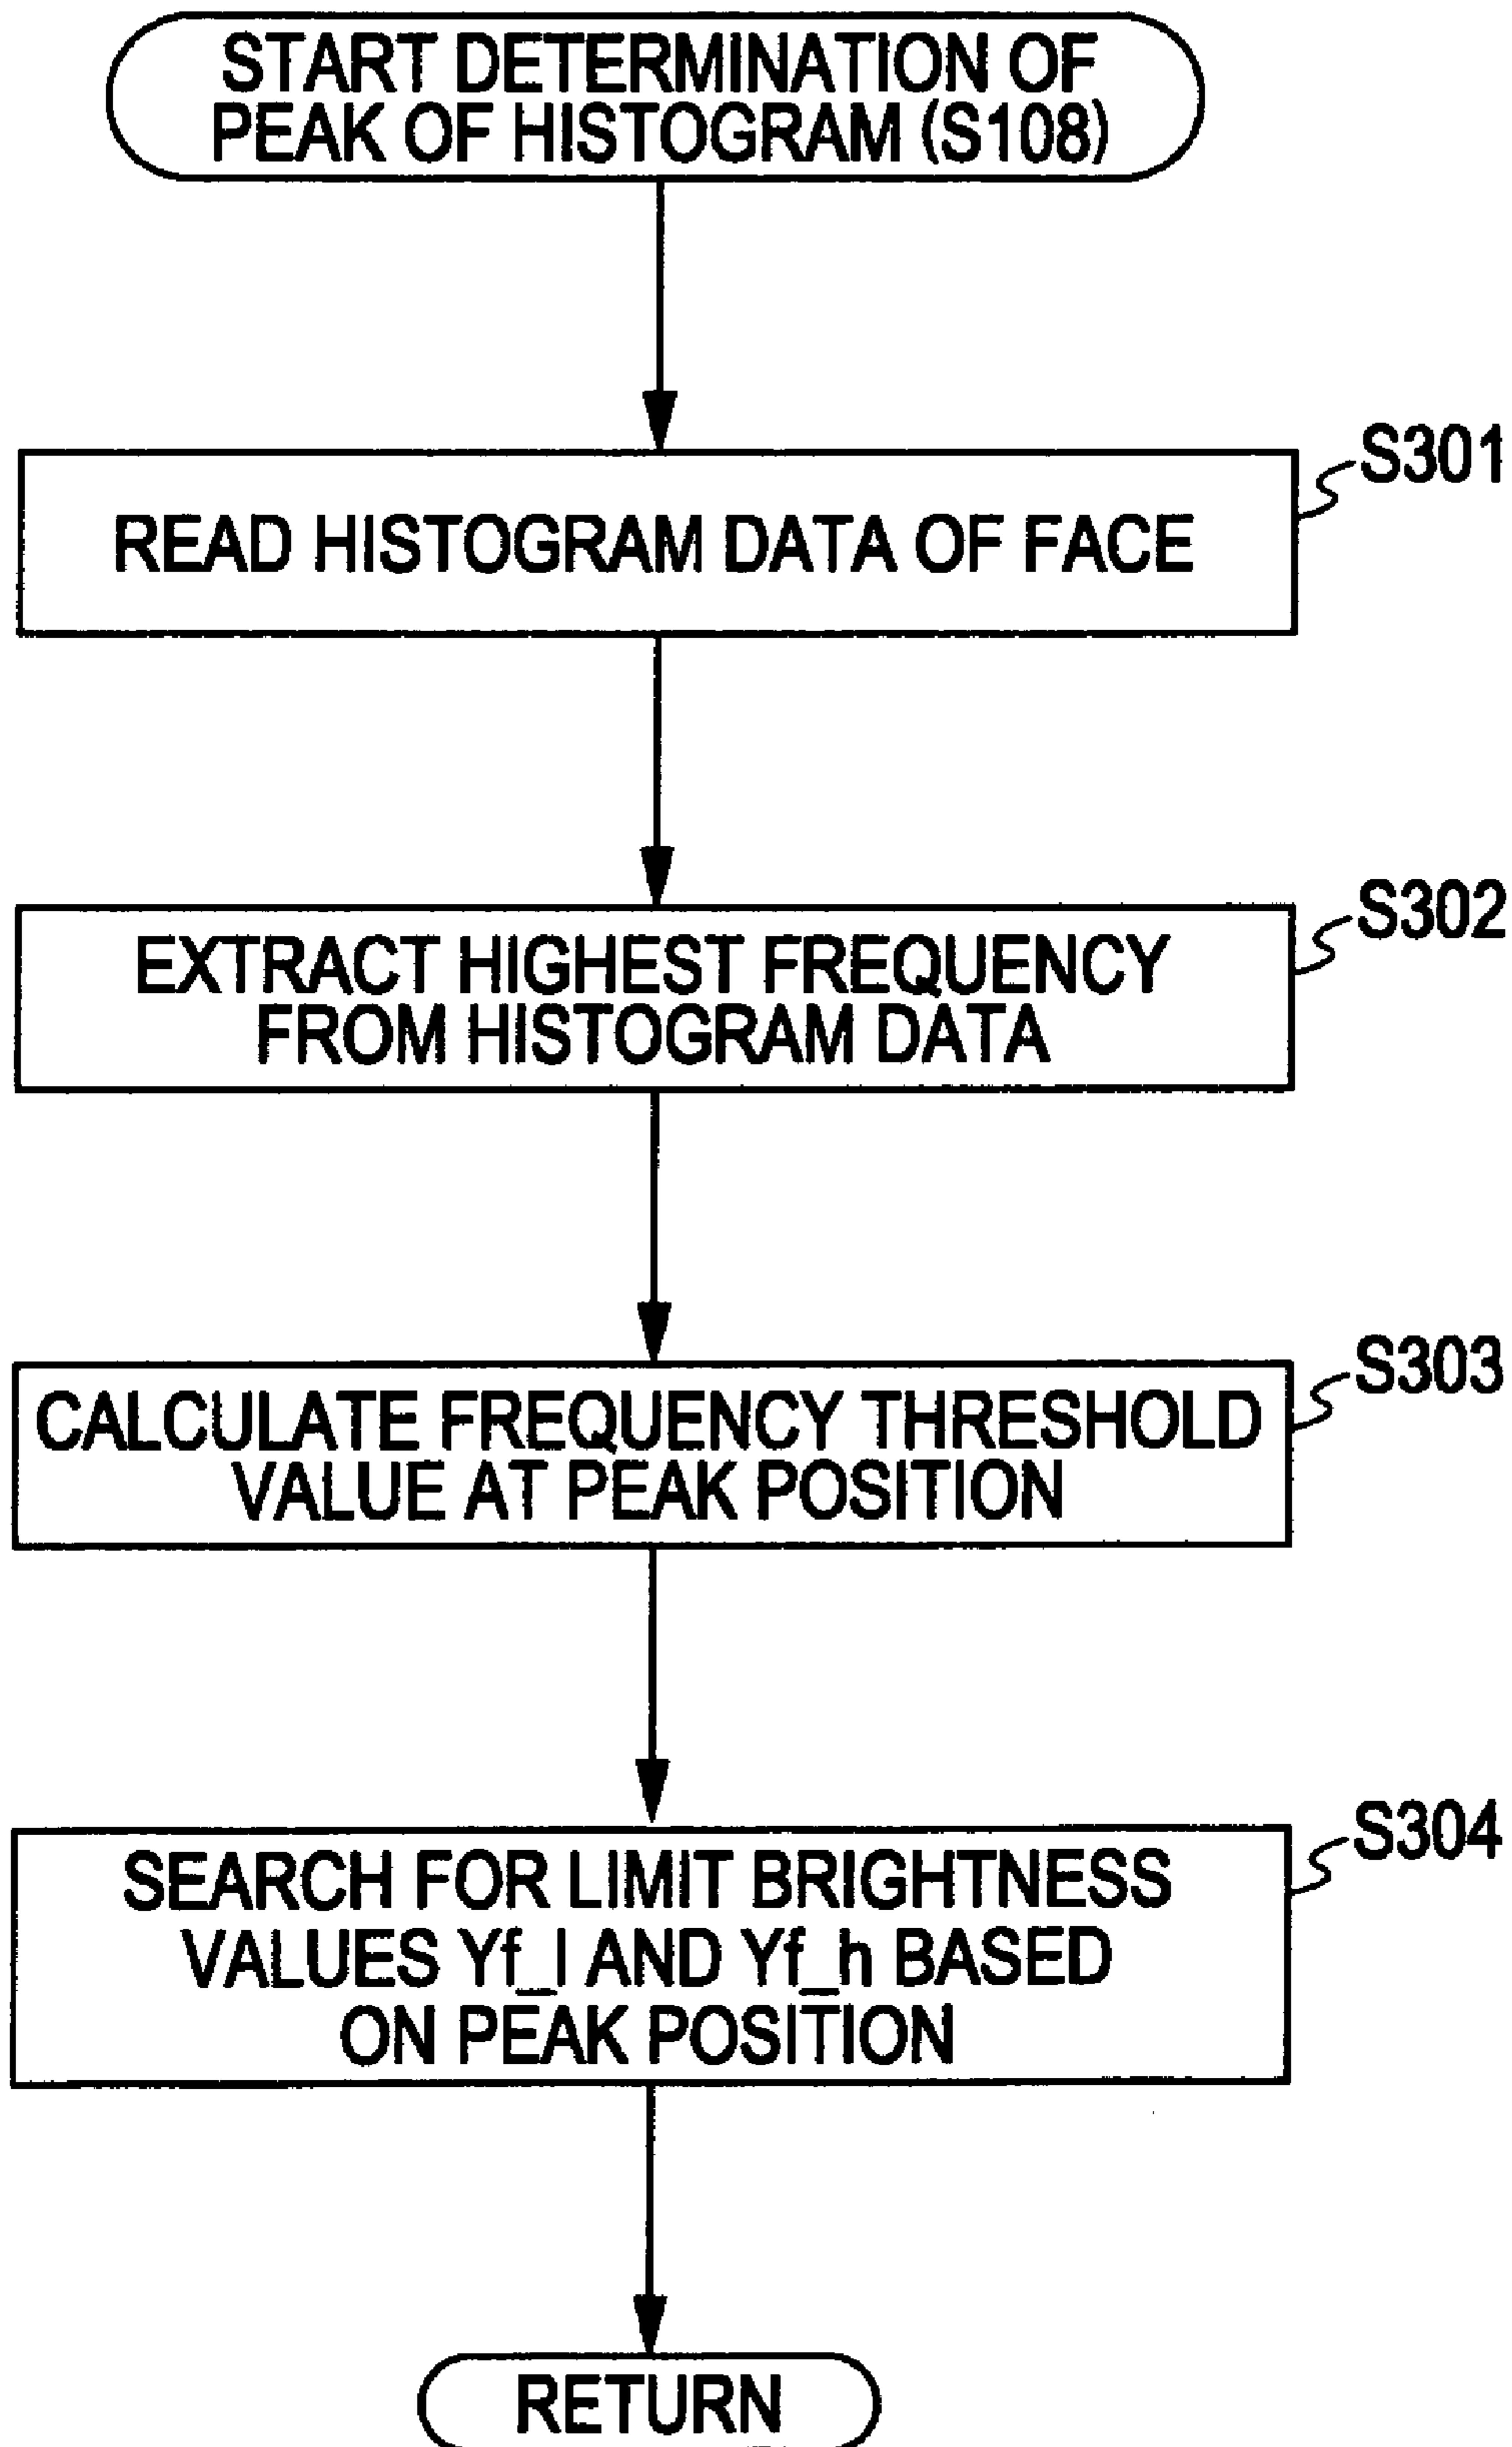 START DETERMINATION OF
PEAK OF HISTOGRAM (S108)
S301
READ HISTOGRAM DATA OF FACE
S302
EXTRACT HIGHEST FREQUENCY
FROM HISTOGRAM DATA
S303
CALCULATE FREQUENCY THRESHOLD
VALUE AT PEAK POSITION
S304
SEARCH FOR LIMIT BRIGHTNESS
VALUES Yf_l AND Yf_h BASED
ON PEAK POSITION
RETURN